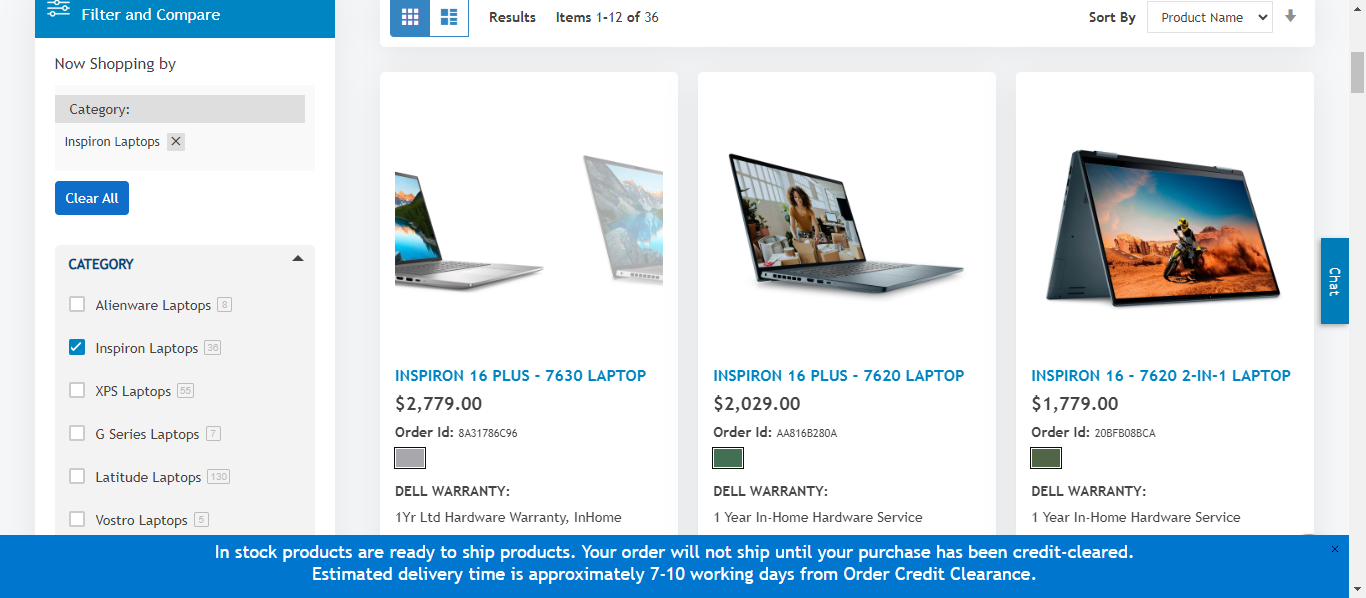 Filter and Compare
Results Items 1-12 of 36
Sort By Product Name
Now Shopping by
Category:
Inspiron Laptops
Clear All
CATEGORY
Alienware Laptops 8
Inspiron Laptops 36
XPS Laptops 55
G Series Laptops 7
Latitude Laptops 130
Vostro Laptops 5
INSPIRON 16 PLUS - 7630 LAPTOP
$2,779.00
Order Id: 8A31786C96
DELL WARRANTY:
1Yr Ltd Hardware Warranty, InHome
INSPIRON 16 PLUS - 7620 LAPTOP
$2,029.00
Order Id: AA816B280A
DELL WARRANTY:
1 Year In-Home Hardware Service
INSPIRON 16 - 7620 2-IN-1 LAPTOP
$1,779.00
Order Id: 20BFB08BCA
DELL WARRANTY:
1 Year In-Home Hardware Service
Chat
In stock products are ready to ship products. Your order will not ship until your purchase has been credit-cleared.
Estimated delivery time is approximately 7-10 working days from Order Credit Clearance.